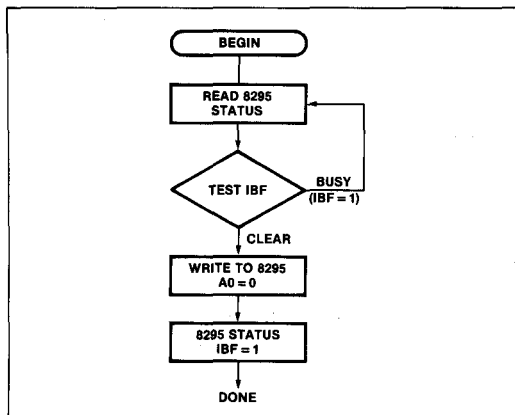 BEGIN
READ 8295
STATUS
TEST IBF
BUSY
(IBF = 1)
CLEAR
WRITE TO 8295
A0 = 0
8295 STATUS
IBF = 1
DONE